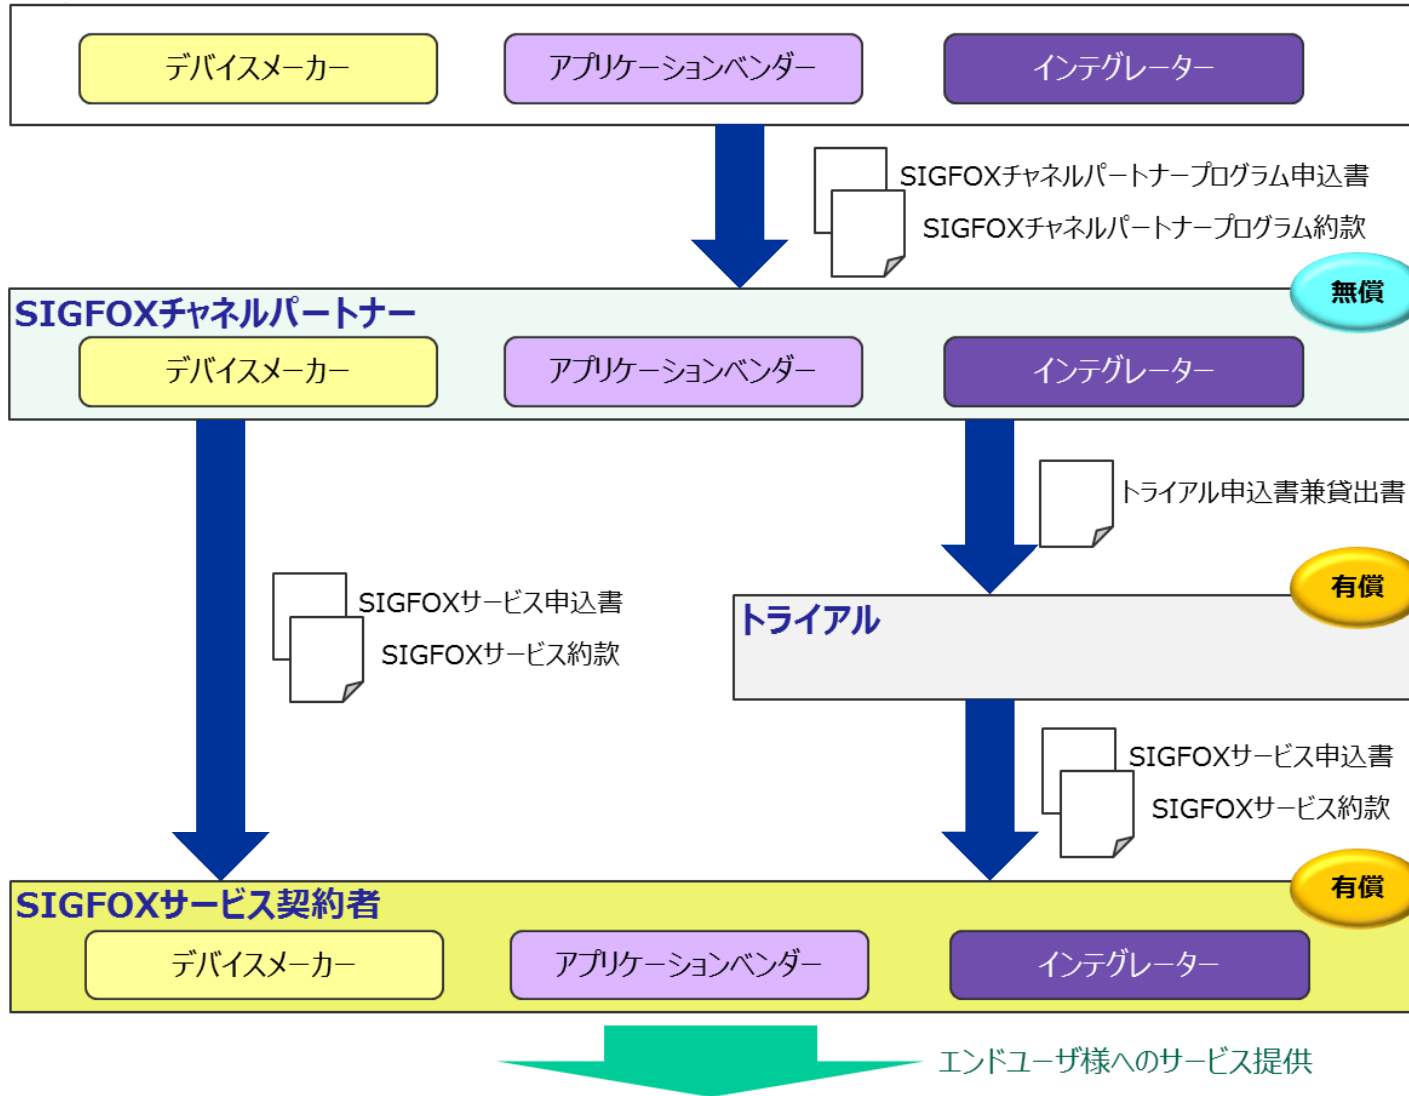 デバイスメーカー
アプリケーションベンダー
インテグレーター
SIGFOXチャネルパートナープログラム申込書
SIGFOXチャネルパートナープログラム約款
無償
SIGFOXチャネルパートナー
デバイスメーカー
アプリケーションベンダー
インテグレーター
トライアル申込書兼貸出書
有償
SIGFOXサービス申込書
SIGFOXサービス約款
トライアル
SIGFOXサービス申込書
SIGFOXサービス約款
有償
SIGFOXサービス契約者
デバイスメーカー
アプリケーションベンダー
インテグレーター
エンドユーザ様へのサービス提供